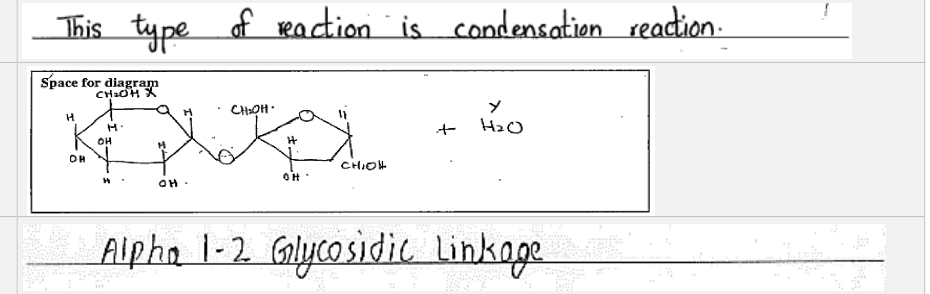 This type of reaction is condensation reaction.
Space for diagram
CH2OH X
H
H
CH2OH
H
Y
H
OH
H
H
+ H2O
OH
CH2OH
H
OH
OH
Alpha 1-2 Glycosidic Linkage